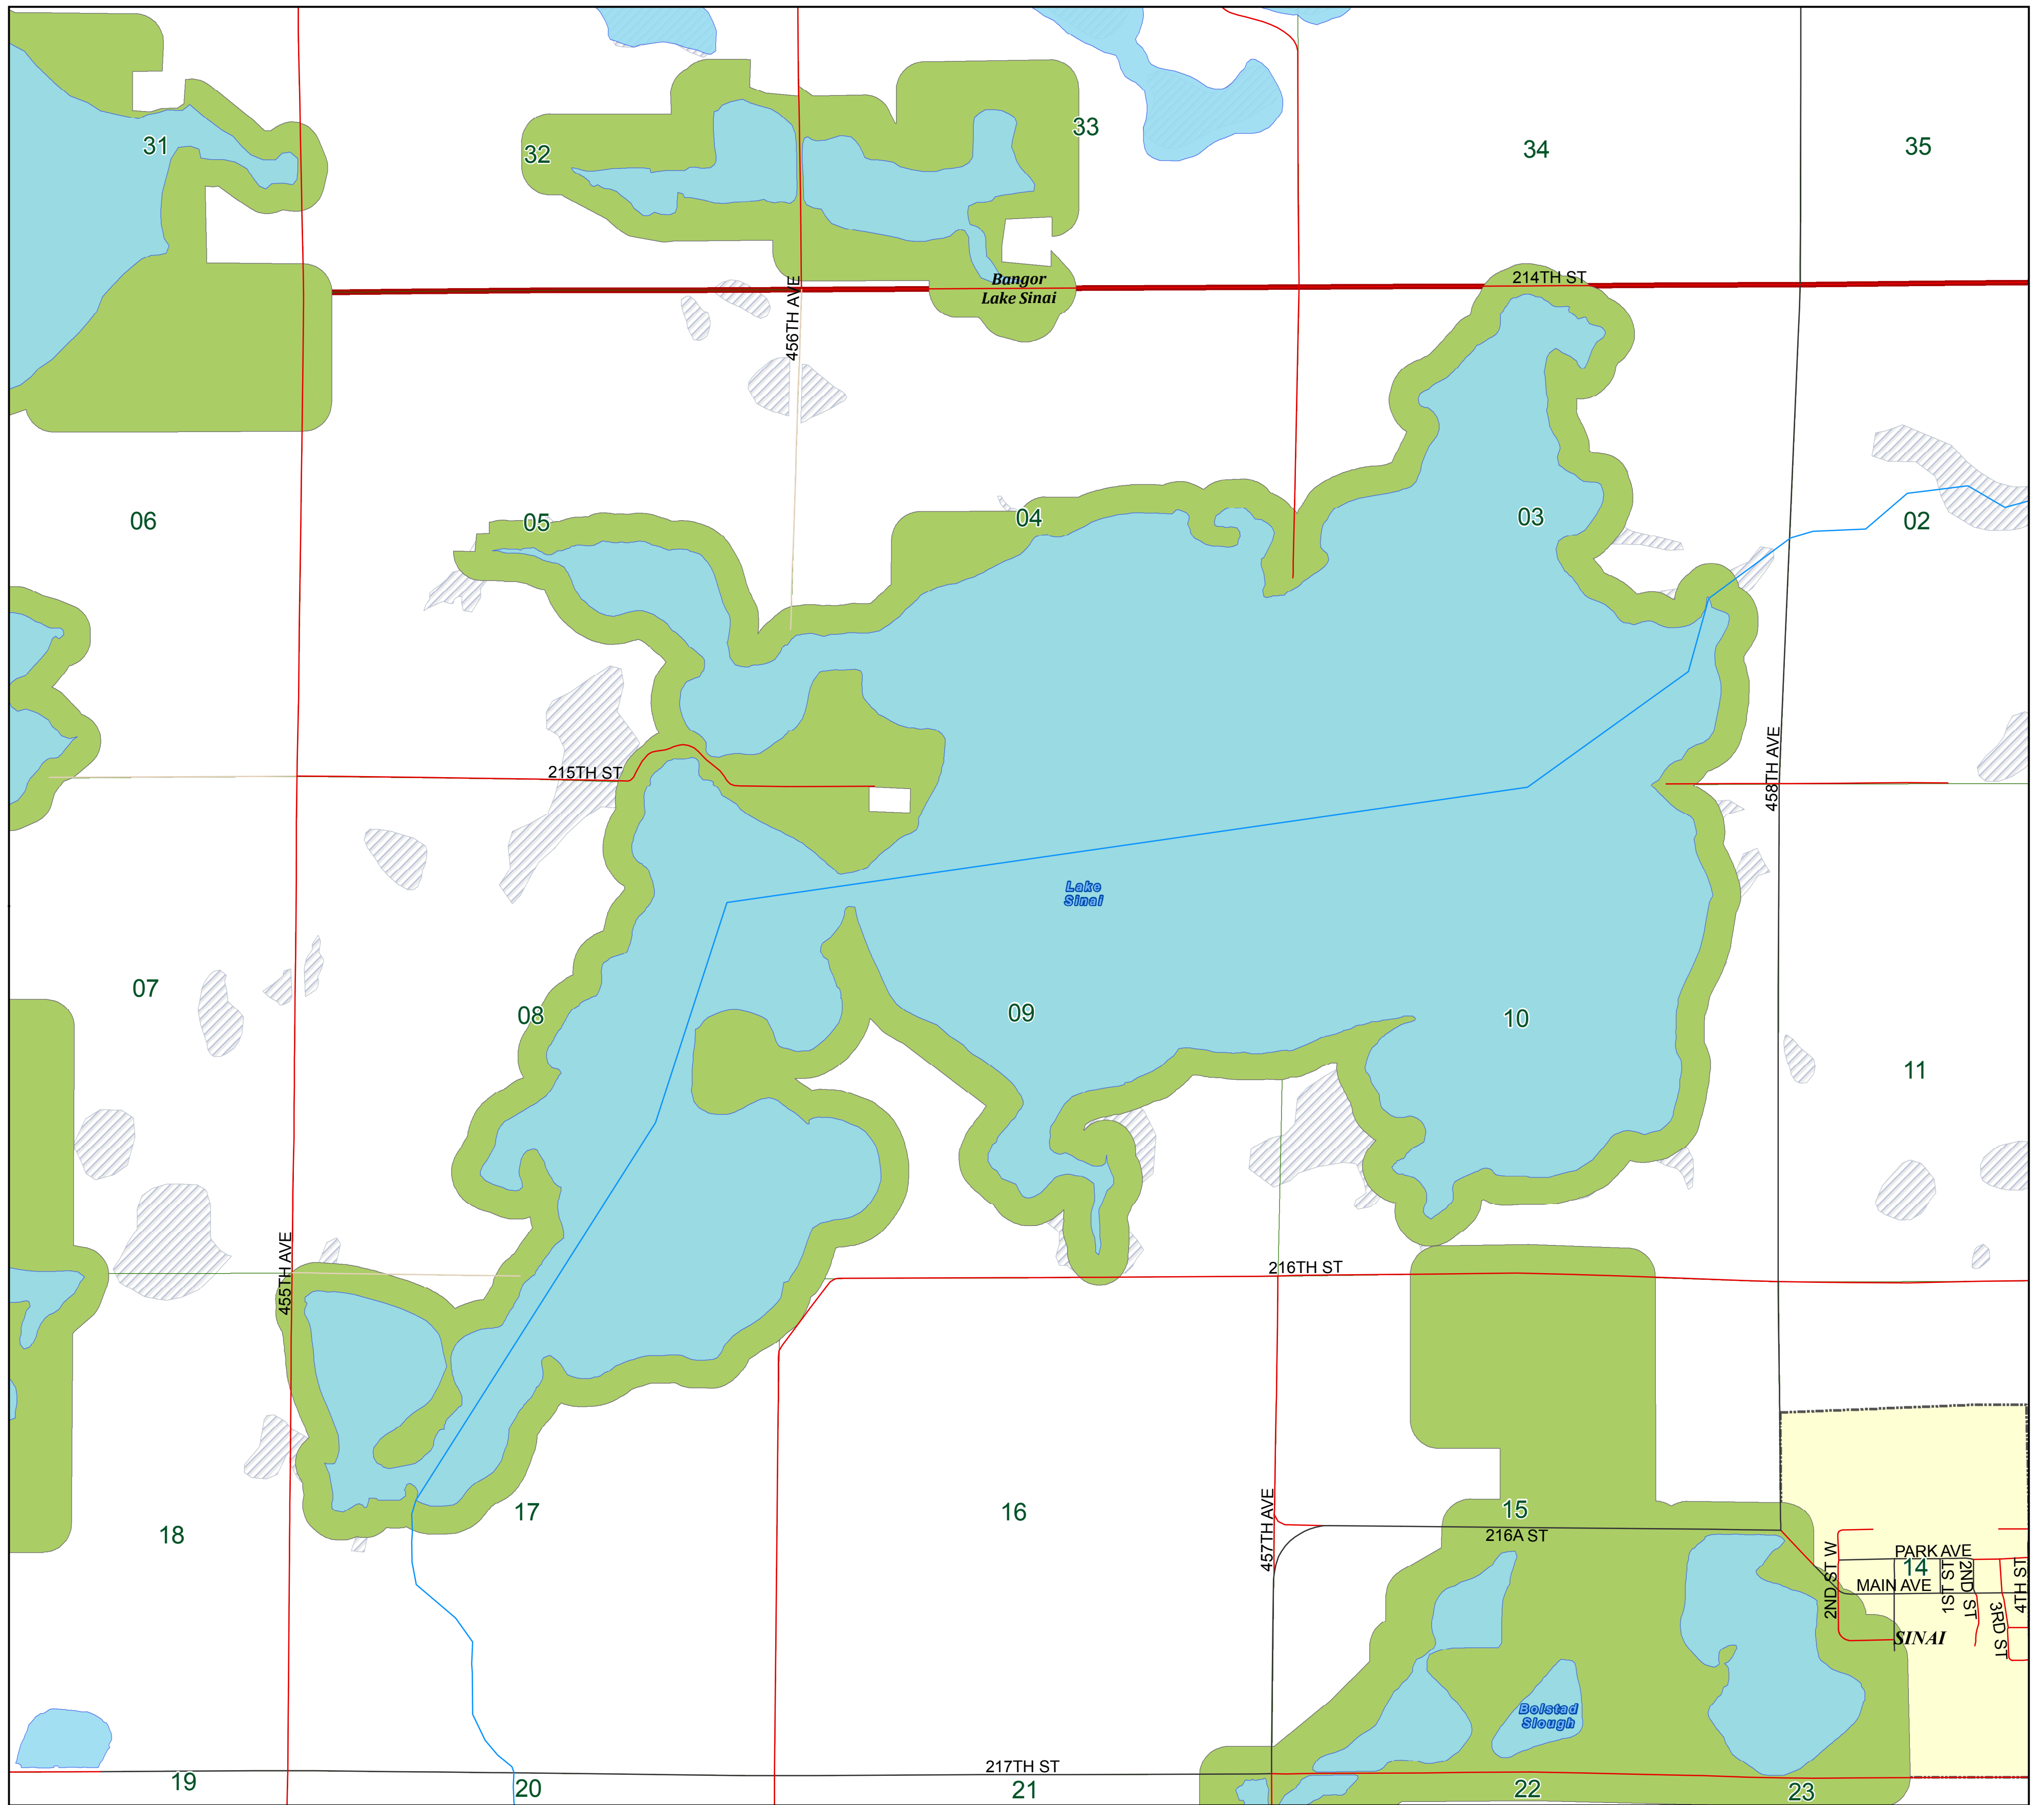 31
32
33
34
35
214TH ST
Bangor
Lake Sinai
456TH AVE
06
05
04
03
02
215TH ST
458TH AVE
Lake
Sinai
07
08
09
10
11
455TH AVE
216TH ST
18
17
16
457TH AVE
15
216A ST
2ND ST W
PARK AVE
14
MAIN AVE
1ST ST
2ND ST
3RD ST
4TH ST
SINAI
Bolstad
Slough
217TH ST
19
20
21
22
23